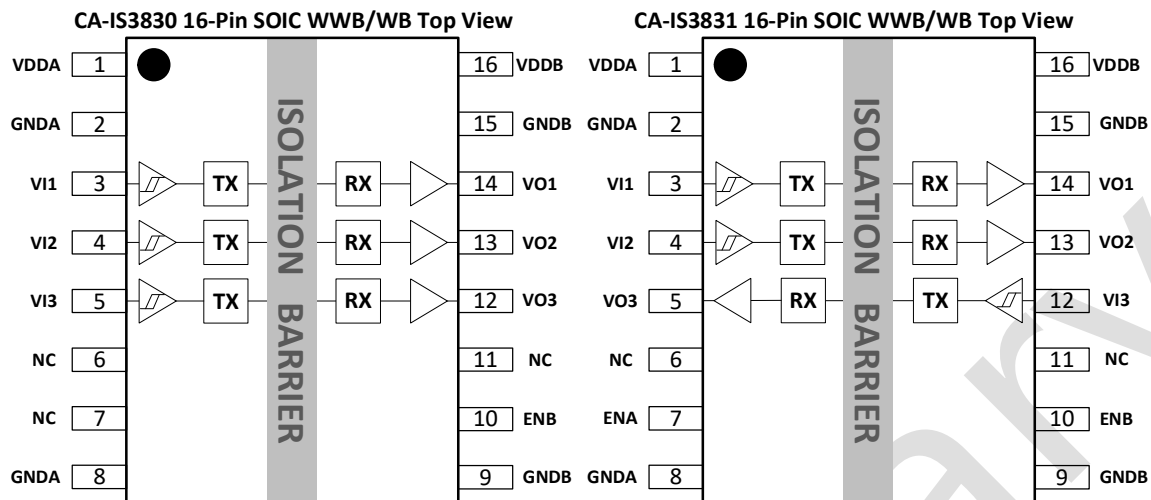 CA-IS3830 16-Pin SOIC WWB/WB Top View
VDDA 1 16 VDDB
GNDA 2 15 GNDB
VI1 3 TX RX 14 VO1
VI2 4 TX RX 13 VO2
VI3 5 TX RX 12 VO3
NC 6 11 NC
NC 7 10 ENB
GNDA 8 9 GNDB
ISOLATION BARRIER
CA-IS3831 16-Pin SOIC WWB/WB Top View
VDDA 1 16 VDDB
GNDA 2 15 GNDB
VI1 3 TX RX 14 VO1
VI2 4 TX RX 13 VO2
VO3 5 RX TX 12 VI3
NC 6 11 NC
ENA 7 10 ENB
GNDA 8 9 GNDB
ISOLATION BARRIER